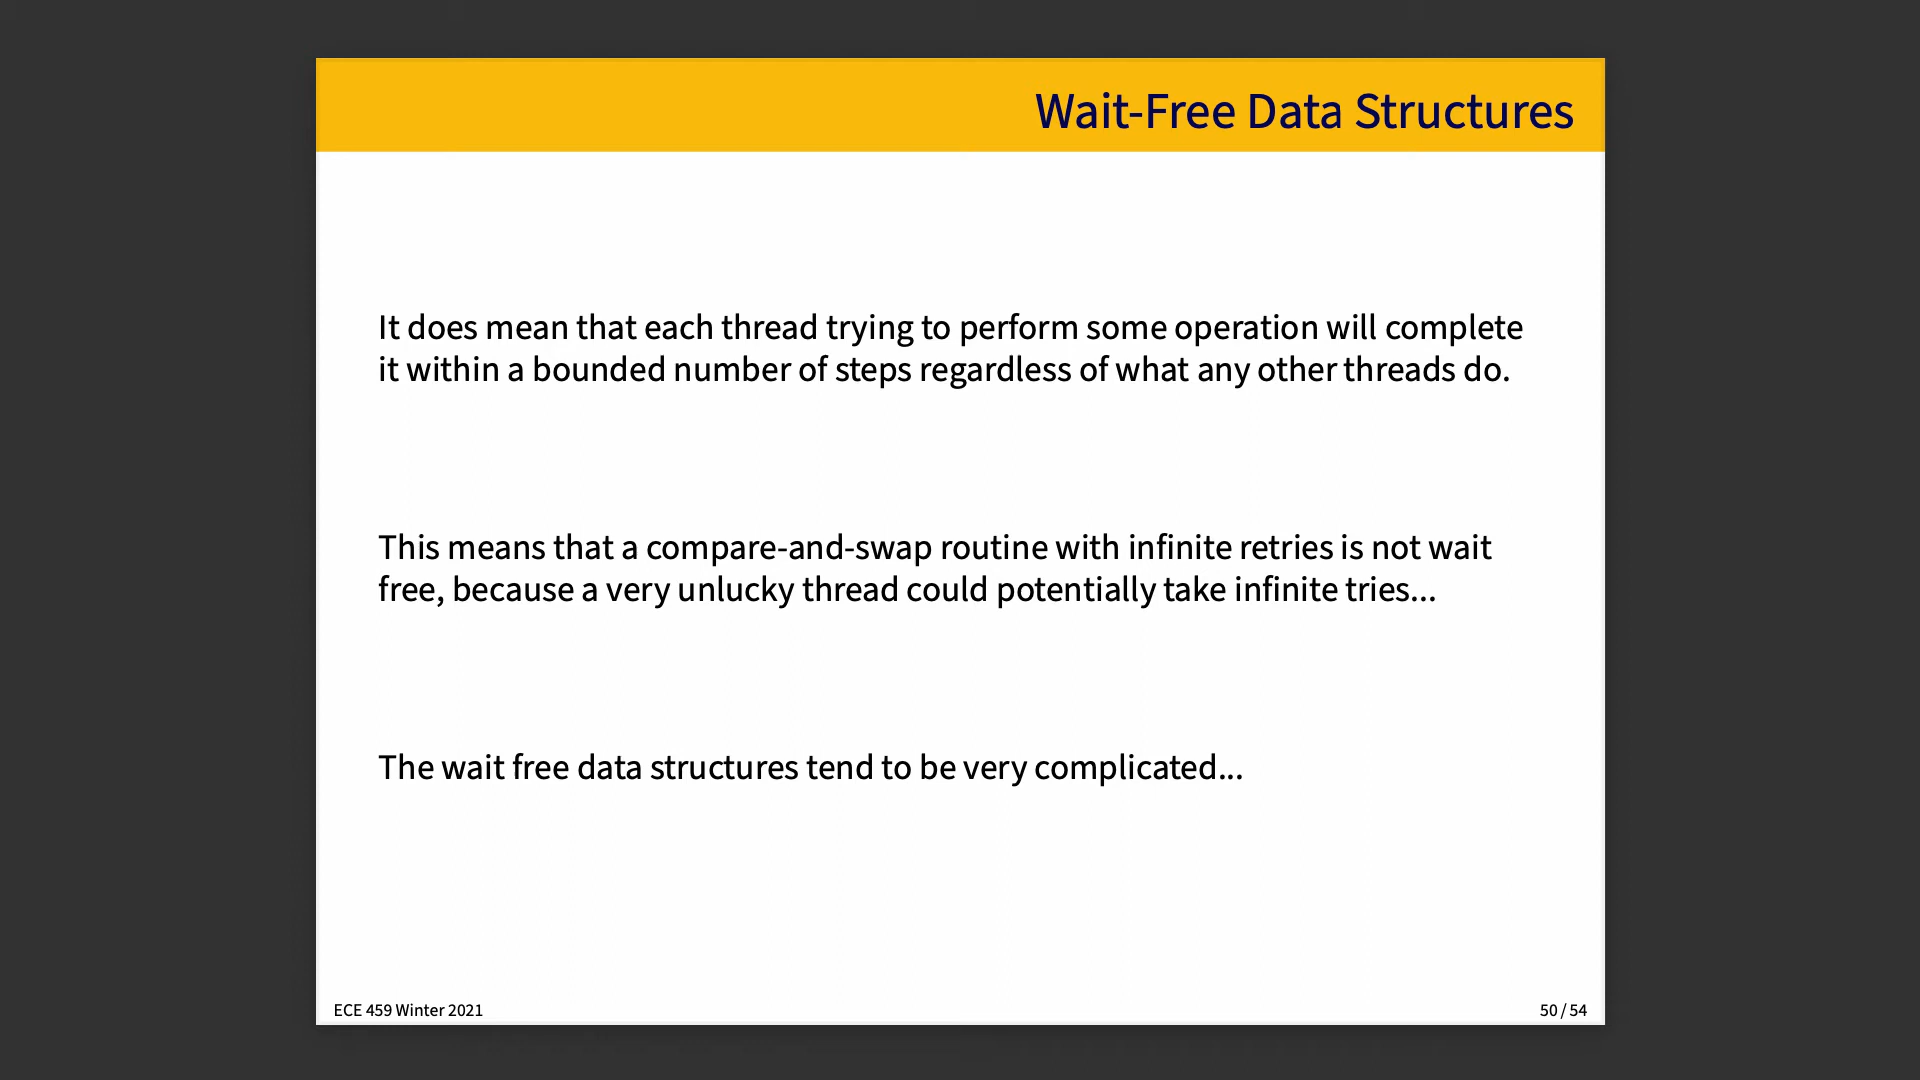 Wait-Free Data Structures
It does mean that each thread trying to perform some operation will complete
it within a bounded number of steps regardless of what any other threads do.
This means that a compare-and-swap routine with infinite retries is not wait
free, because a very unlucky thread could potentially take infinite tries...
The wait free data structures tend to be very complicated...
ECE 459 Winter 2021
50 / 54